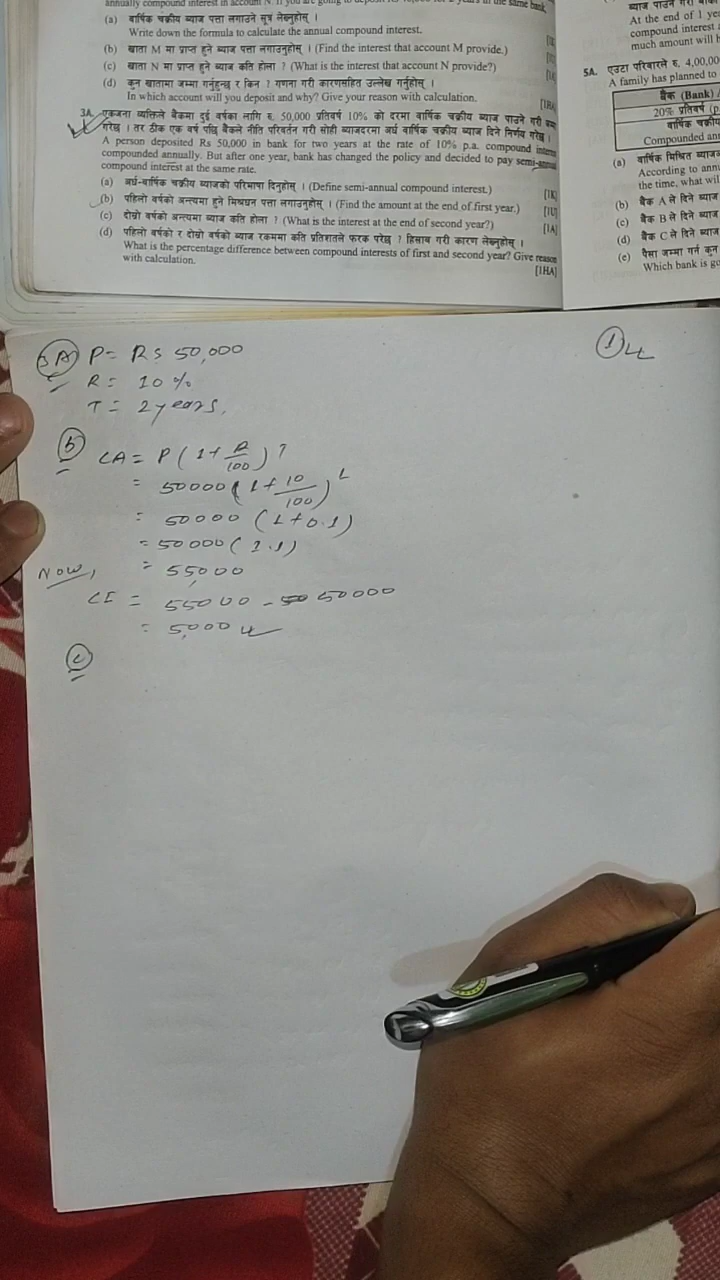 annually compound interest in account N. If you are going to deposit
the same bank,
(a) वार्षिक चक्रीय ब्याज पत्ता लगाउने सूत्र लेख्नुहोस् ।
Write down the formula to calculate the annual compound interest.
(b) खाता M मा प्राप्त हुने ब्याज पत्ता लगाउनुहोस् । (Find the interest that account M provide.)
(c) खाता N मा प्राप्त हुने ब्याज कति होला ? (What is the interest that account N provide?)
(d) कुन खातामा जम्मा गर्नुहुन्छ र किन ? गणना गरी कारणसहित उल्लेख गर्नुहोस् ।
In which account will you deposit and why? Give your reason with calculation.
3A. एकजना व्यक्तिले बैंकमा दुई वर्षका लागि रु. 50,000 प्रतिवर्ष 10% को दरमा वार्षिक चक्रीय ब्याज पाउने गरी
गरेछ । तर ठीक एक वर्ष पछि बैंकले नीति परिवर्तन गरी सोही ब्याजदरमा अर्ध वार्षिक चक्रीय ब्याज दिने निर्णय गरेछ ।
A person deposited Rs 50,000 in bank for two years at the rate of 10% p.a. compound interest
compounded annually. But after one year, bank has changed the policy and decided to pay semi-annual
compound interest at the same rate.
(a) अर्ध-वार्षिक चक्रीय ब्याजको परिभाषा दिनुहोस् । (Define semi-annual compound interest.) [1K]
(b) पहिलो वर्षको अन्त्यमा हुने मिश्रधन पत्ता लगाउनुहोस् । (Find the amount at the end of first year.) [1U]
(c) दोस्रो वर्षको अन्त्यमा ब्याज कति होला ? (What is the interest at the end of second year?) [1A]
(d) पहिलो वर्षको र दोस्रो वर्षको ब्याज रकममा कति प्रतिशतले फरक परेछ ? हिसाब गरी कारण लेख्नुहोस् ।
What is the percentage difference between compound interests of first and second year? Give reason
with calculation. [1HA]
ब्याज पाउने गरी
At the end of 1
compound interest
much amount will
5A. एउटा परिवारले रु. 4,00,00
A family has planned to
बैंक (Bank)
20% प्रतिवर्ष
वार्षिक चक्रीय
Compounded
(a) वार्षिक मिश्रित
According to
the time, what
(b) बैंक A ले दिने ब्याज
(c) बैंक B ले दिने ब्याज
(d) बैंक C ले दिने ब्याज
(e) पैसा जम्मा गर्न कुन
Which bank is
3A P = RS 50,000
R = 10 %
T = 2 years,
(b) CA = P (1 + R/100)^T
= 50000 (1 + 10/100)^1
= 50000 (1 + 0.1)
= 50000 (1.1)
= 55,000
Now,
CI = 55000 - 50000
= 5,000
(c)
1